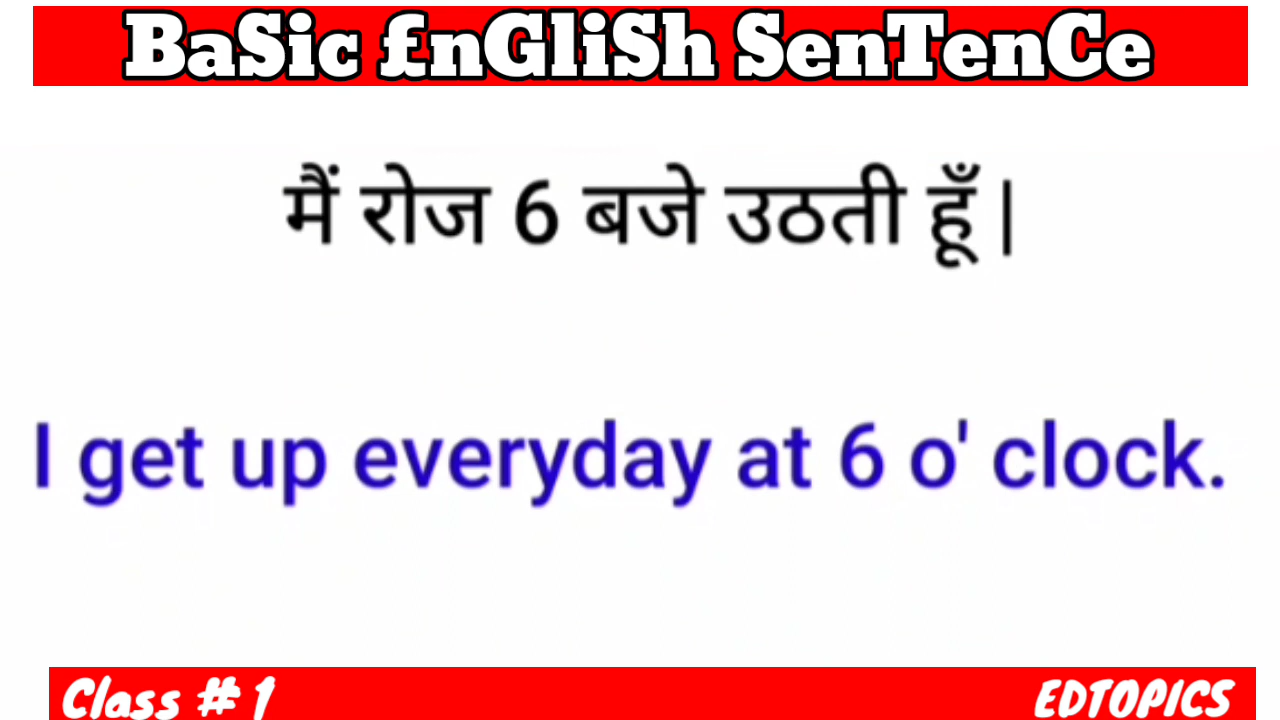 BaSic £nGliSh SenTenCe
मैं रोज 6 बजे उठती हूँ |
I get up everyday at 6 o' clock.
Class # 1
EDTOPICS